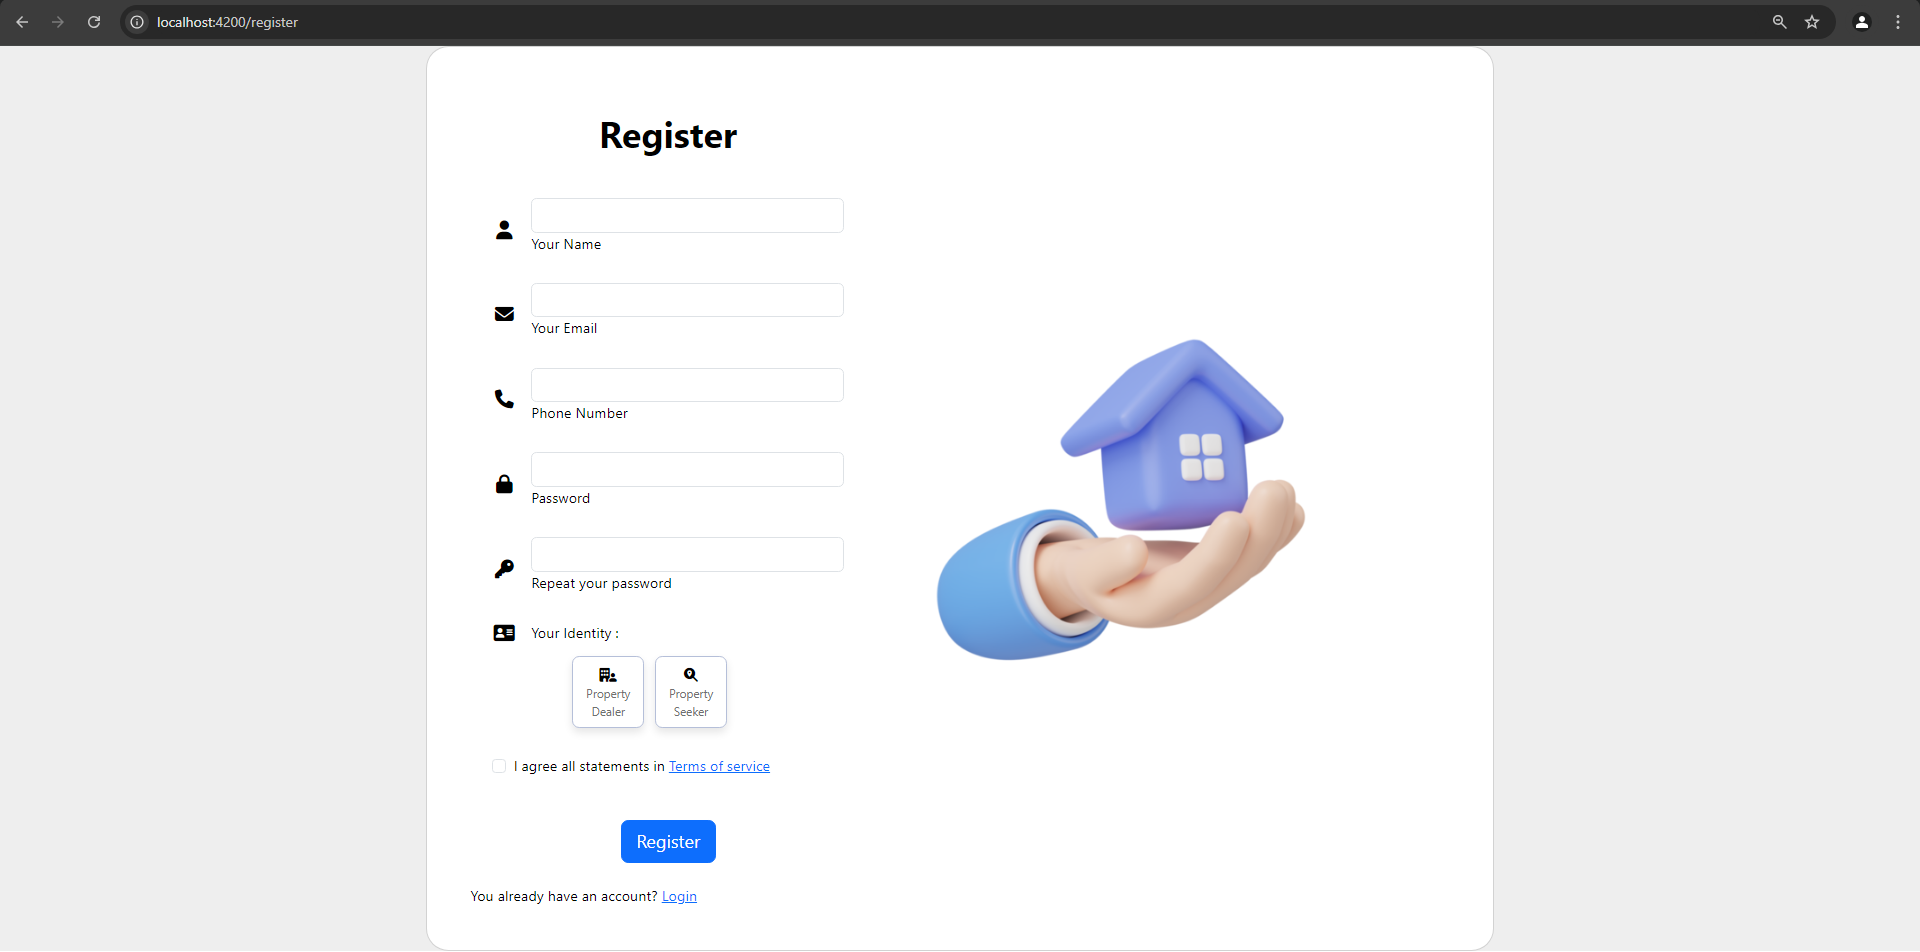 localhost:4200/register
Register
Your Name
Your Email
Phone Number
Password
Repeat your password
Your Identity :
Property
Dealer
Property
Seeker
I agree all statements in Terms of service
Register
You already have an account? Login